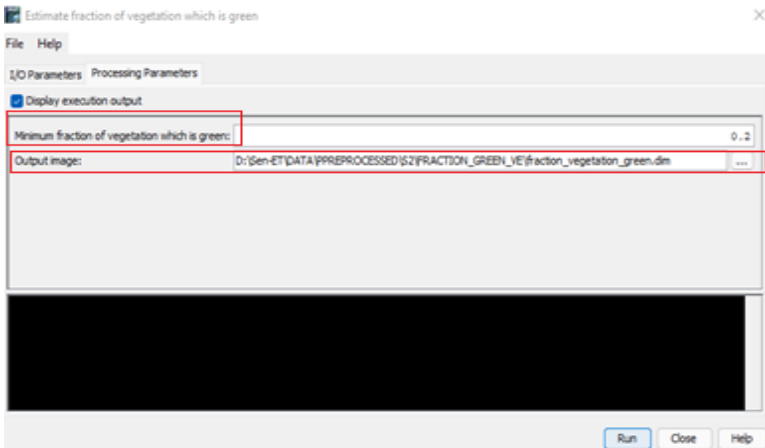 Estimate fraction of vegetation which is green
File Help
I/O Parameters Processing Parameters
Display execution output
Minimum fraction of vegetation which is green: 0.2
Output image: D:\Sen-ET\DATA\PPREPROCESSED\S2\FRACTION_GREEN_VE\fraction_vegetation_green.dim ...
Run Close Help